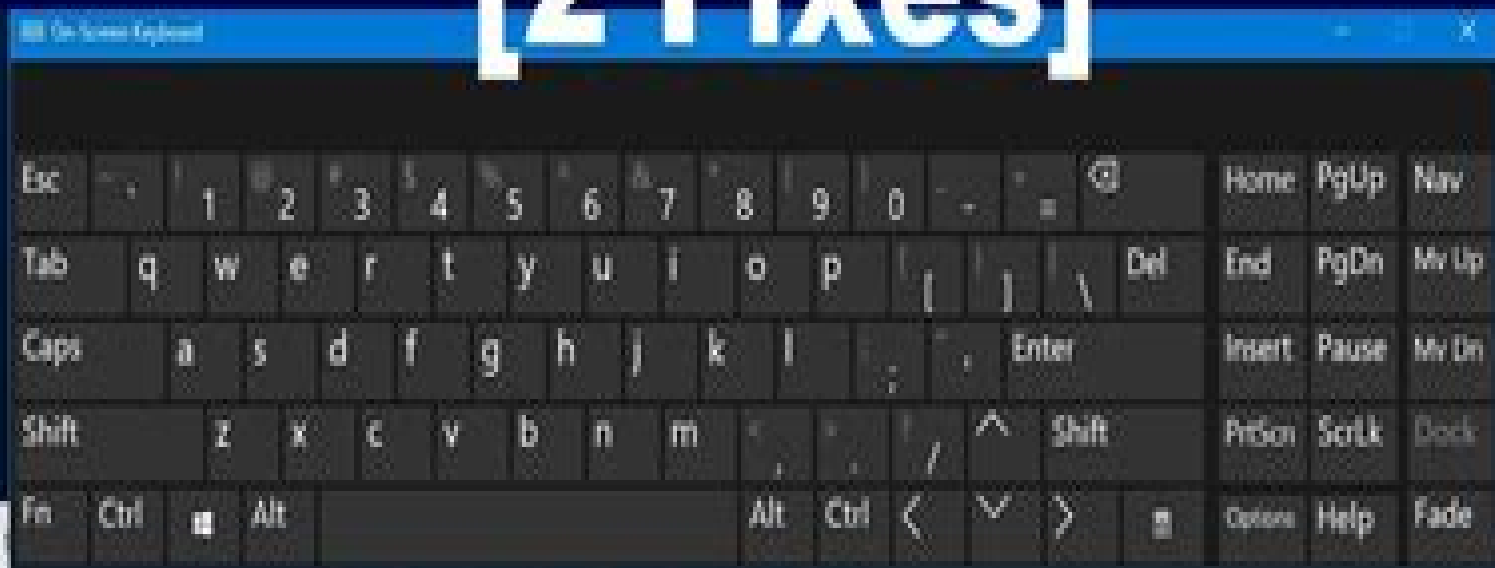 [2 Fixes]
On-Screen Keyboard
Esc 1 2 3 4 5 6 7 8 9 0 - = Home PgUp Nav
Tab q w e r t y u i o p [ ] \ Del End PgDn Mv Up
Caps a s d f g h j k l ; ' Enter Insert Pause Mv Dn
Shift z x c v b n m , . / Shift PrtScn ScrLk Dock
Fn Ctrl Alt Alt Ctrl Options Help Fade